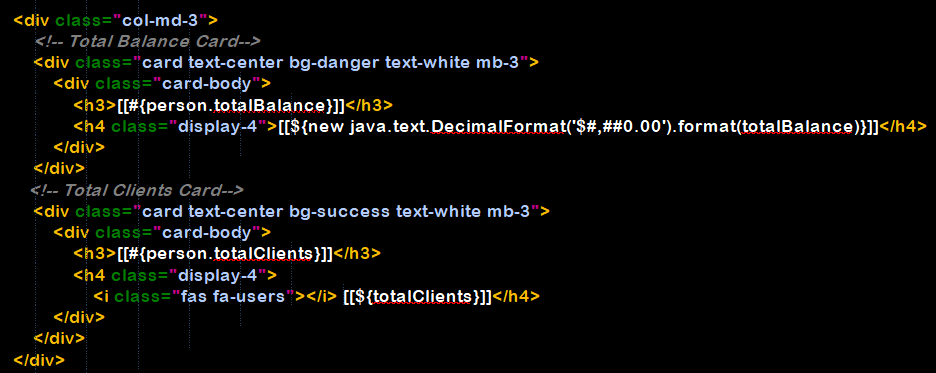 <div class="col-md-3">
<!-- Total Balance Card-->
<div class="card text-center bg-danger text-white mb-3">
<div class="card-body">
<h3>[[#{person.totalBalance}]]</h3>
<h4 class="display-4">[[${new java.text.DecimalFormat('$#,##0.00').format(totalBalance)}]]</h4>
</div>
</div>
<!-- Total Clients Card-->
<div class="card text-center bg-success text-white mb-3">
<div class="card-body">
<h3>[[#{person.totalClients}]]</h3>
<h4 class="display-4">
<i class="fas fa-users"></i> [[${totalClients}]]</h4>
</div>
</div>
</div>